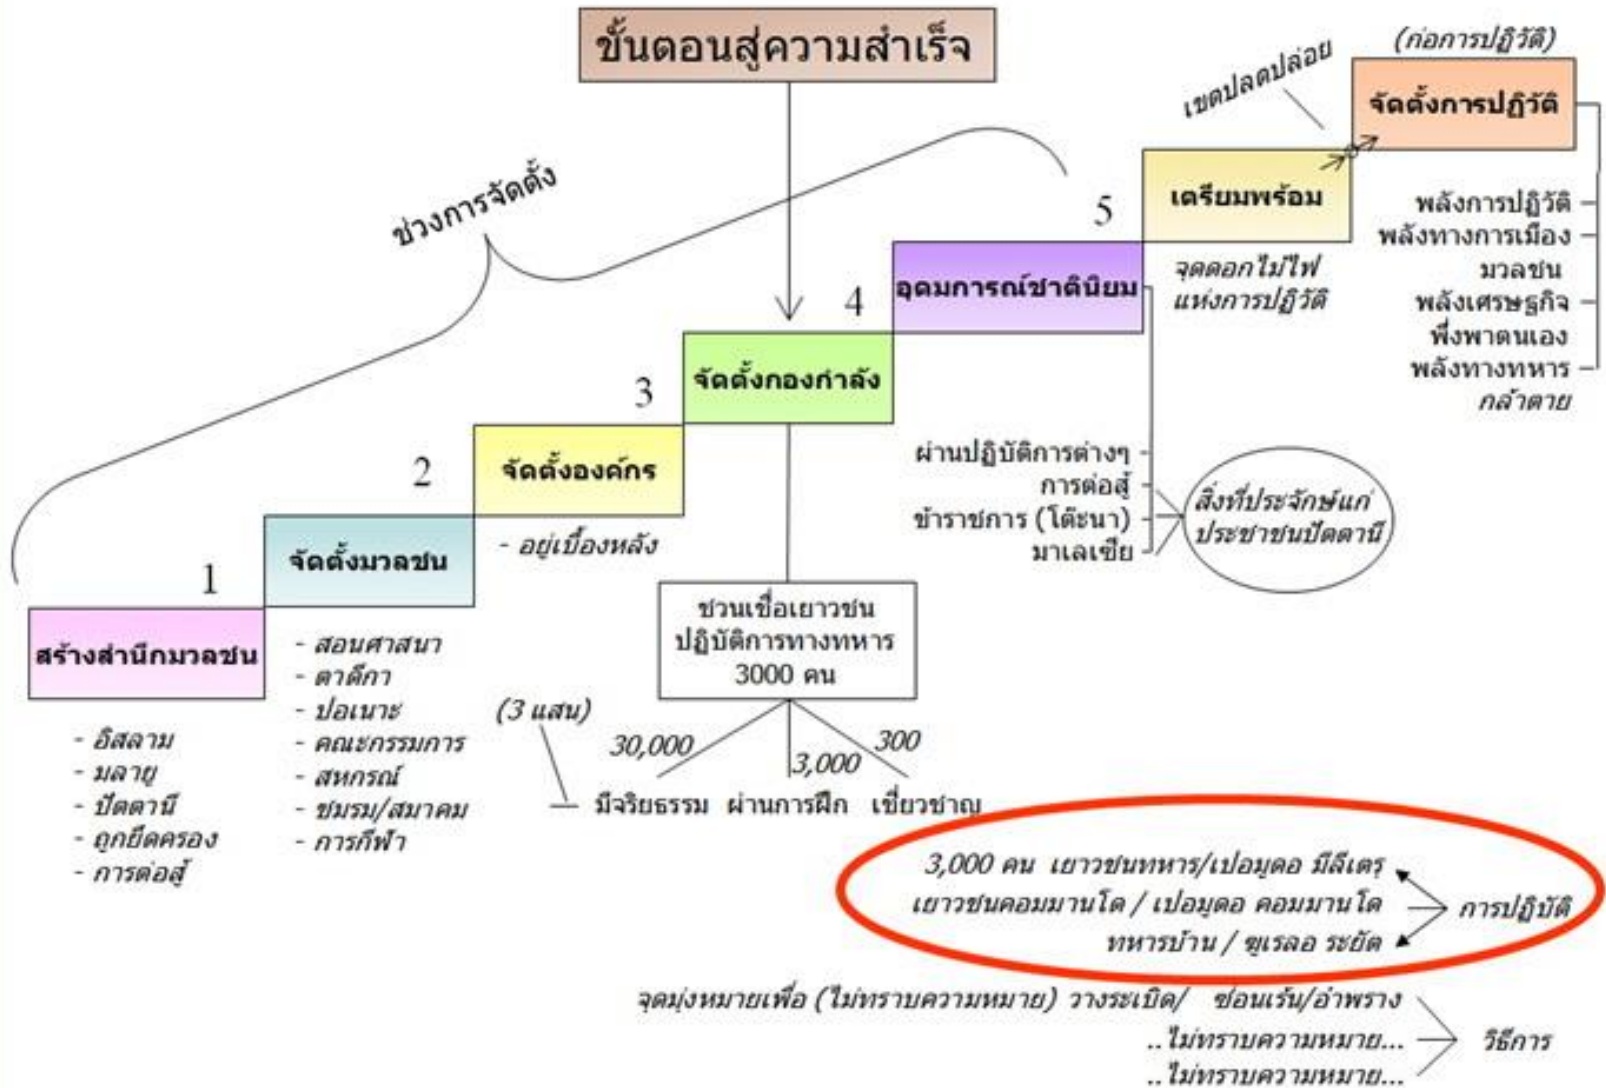 ขั้นตอนสู่ความสำเร็จ
(ก่อการปฏิวัติ)
เขตปลดปล่อย
จัดตั้งการปฏิวัติ
ช่วงการจัดตั้ง
5
เตรียมพร้อม
พลังการปฏิวัติ
พลังทางการเมือง
มวลชน
พลังเศรษฐกิจ
พึ่งพาตนเอง
พลังทางทหาร
กล้าตาย
จุดดอกไม้ไฟ
แห่งการปฏิวัติ
4
อุดมการณ์ชาตินิยม
ผ่านปฏิบัติการต่างๆ
การต่อสู้
ข้าราชการ (โต๊ะนา)
มาเลเซีย
สิ่งที่ประจักษ์แก่
ประชาชนปัตตานี
3
จัดตั้งกองกำลัง
2
จัดตั้งองค์กร
- อยู่เบื้องหลัง
1
จัดตั้งมวลชน
- สอนศาสนา
- ตาดีกา
- ปอเนาะ
- คณะกรรมการ
- สหกรณ์
- ชมรม/สมาคม
- การกีฬา
สร้างสำนึกมวลชน
- อิสลาม
- มลายู
- ปัตตานี
- ถูกยึดครอง
- การต่อสู้
ชวนเชื่อเยาวชน
ปฏิบัติการทางทหาร
3000 คน
(3 แสน)
30,000
3,000
300
มีจริยธรรม ผ่านการฝึก เชี่ยวชาญ
3,000 คน เยาวชนทหาร/เปอมูดอ มีลีเตรฺ
เยาวชนคอมมานโด / เปอมูดอ คอมมานโด
ทหารบ้าน / ฆูเรลอ ระยัต
การปฏิบัติ
จุดมุ่งหมายเพื่อ (ไม่ทราบความหมาย) วางระเบิด/ ซ่อนเร้น/อำพราง
..ไม่ทราบความหมาย...
..ไม่ทราบความหมาย...
วิธีการ